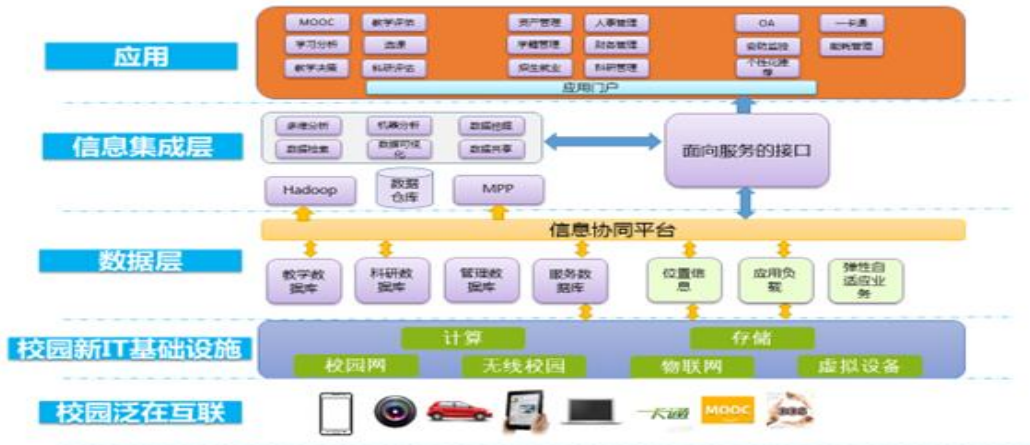 应用
MOOC
教学评估
资产管理
人事管理
OA
一卡通
学习分析
选课
学籍管理
财务管理
安防监控
能耗管理
教学决策
科研评估
招生就业
科研管理
应用门户
信息集成层
多维分析
机器分析
数据挖掘
数据检索
数据可视
化
数据共享
面向服务的接口
Hadoop
数据
仓库
MPP
信息协同平台
数据层
教学数
据库
科研数
据库
管理数
据库
服务数
据库
位置信
息
应用负
载
弹性自
适应业
务
校园新IT基础设施
计算
存储
校园网
无线校园
物联网
虚拟设备
校园泛在互联
一卡通
MOOC